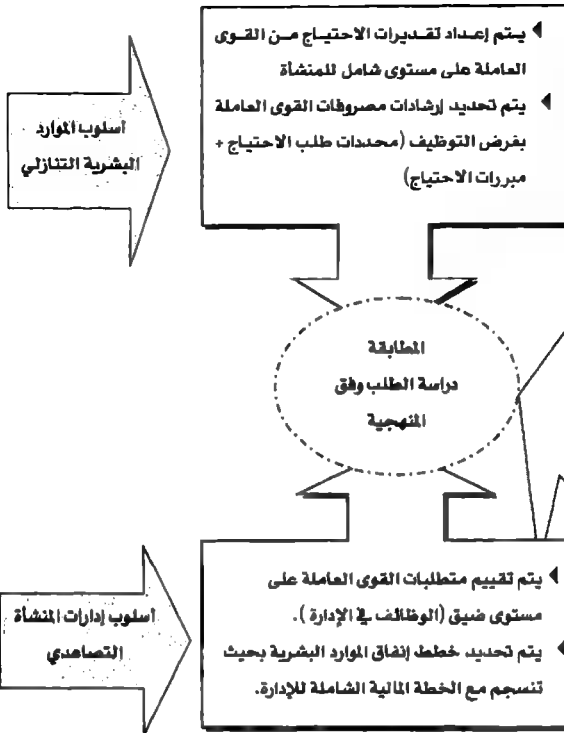 يتم إعداد تقديرات الاحتياج من القوى
العاملة على مستوى شامل للمنشأة
يتم تحديد إرشادات مصروفات القوى العاملة
بغرض التوظيف (محددات طلب الاحتياج +
مبررات الاحتياج)
أسلوب الموارد
البشرية التنازلي
المطابقة
دراسة الطلب وفق
المنهجية
يتم تقييم متطلبات القوى العاملة على
مستوى ضيق (الوظائف في الإدارة ).
يتم تحديد خطط إنفاق الموارد البشرية بحيث
تنسجم مع الخطة المالية الشاملة للإدارة.
أسلوب إدارات المنشأة
التصاعدي